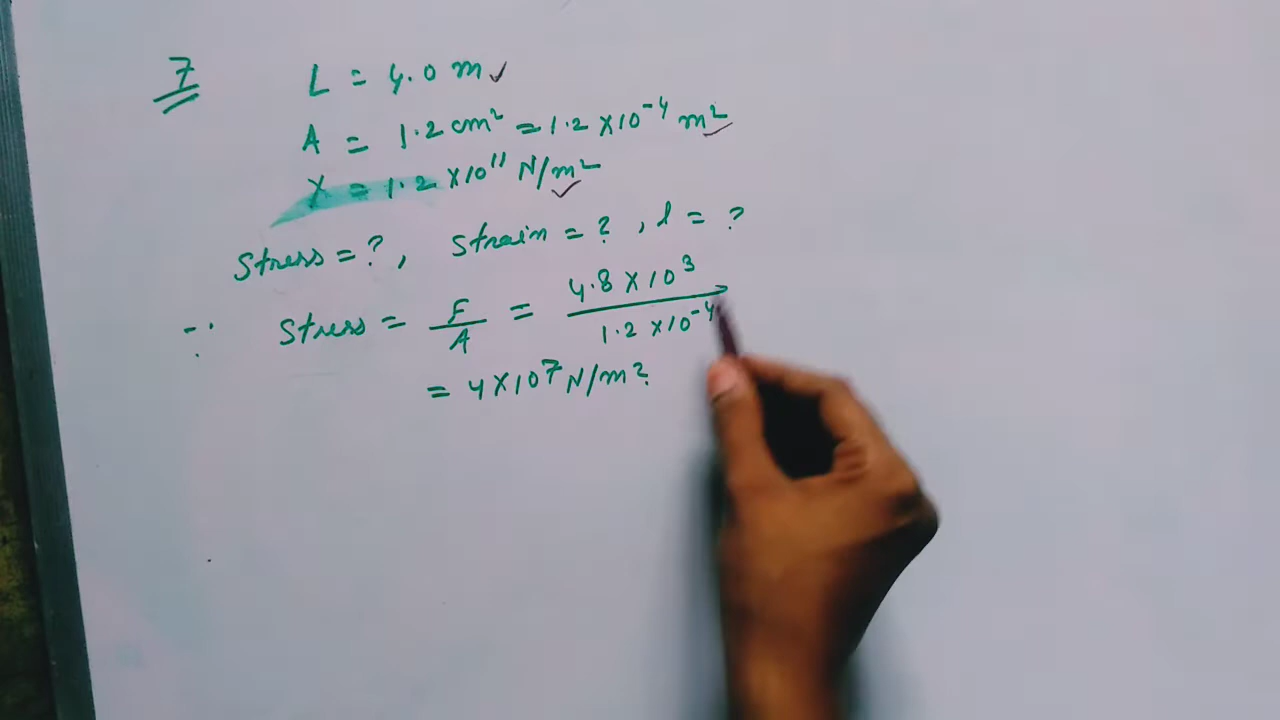 7
L = 4.0 m ✓
A = 1.2 cm² = 1.2 × 10⁻⁴ m²
Y = 1.2 × 10¹¹ N/m² ✓
Stress = ?, Strain = ?, l = ?
∵ Stress = F/A = 4.8 × 10³ / 1.2 × 10⁻⁴
= 4 × 10⁷ N/m²